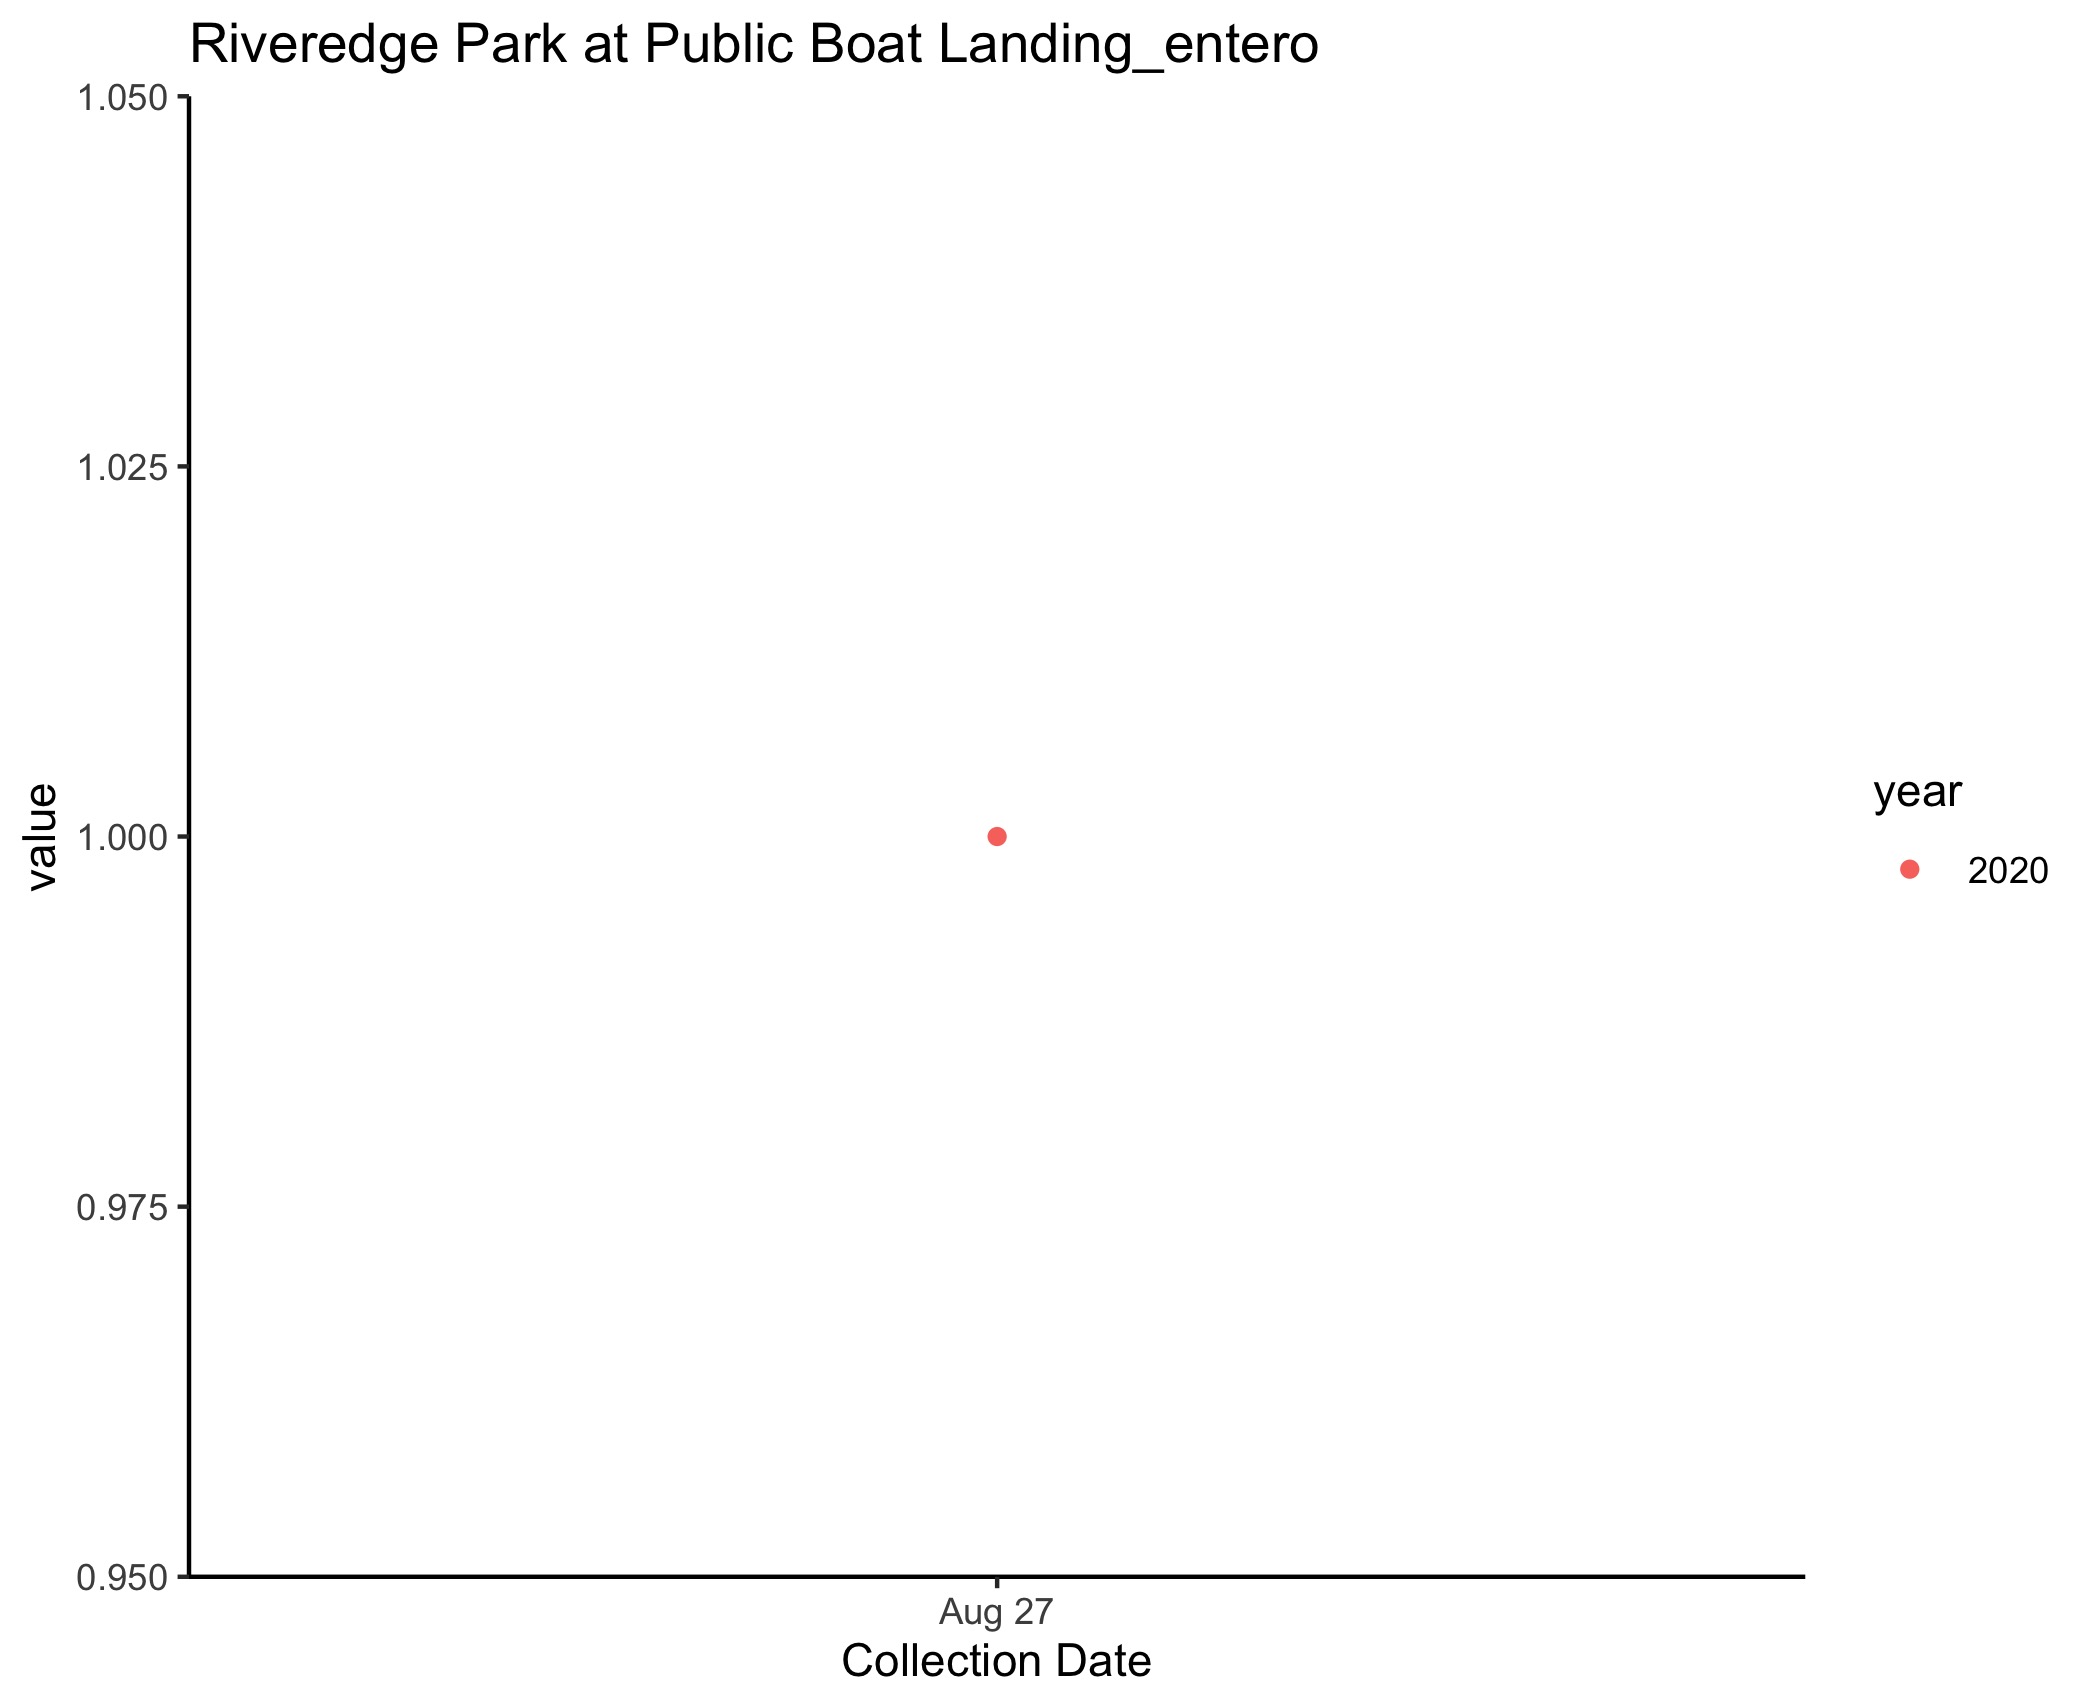 Riveredge Park at Public Boat Landing_entero
1.050
1.025
1.000
0.975
0.950
value
Aug 27
Collection Date
year
2020